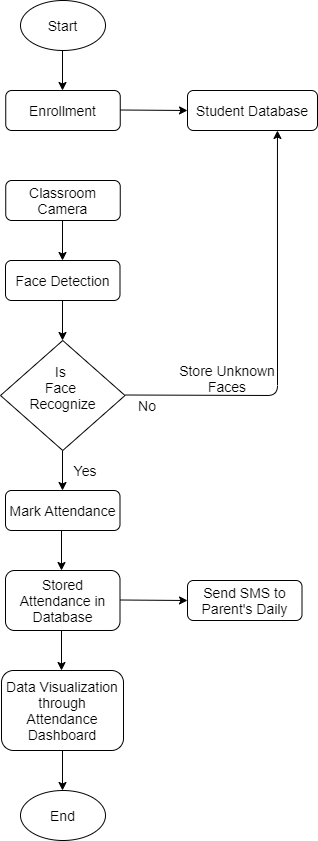 Start
Enrollment
Student Database
Classroom
Camera
Face Detection
Is
Face
Recognize
Store Unknown
Faces
No
Yes
Mark Attendance
Stored
Attendance in
Database
Send SMS to
Parent's Daily
Data Visualization
through
Attendance
Dashboard
End